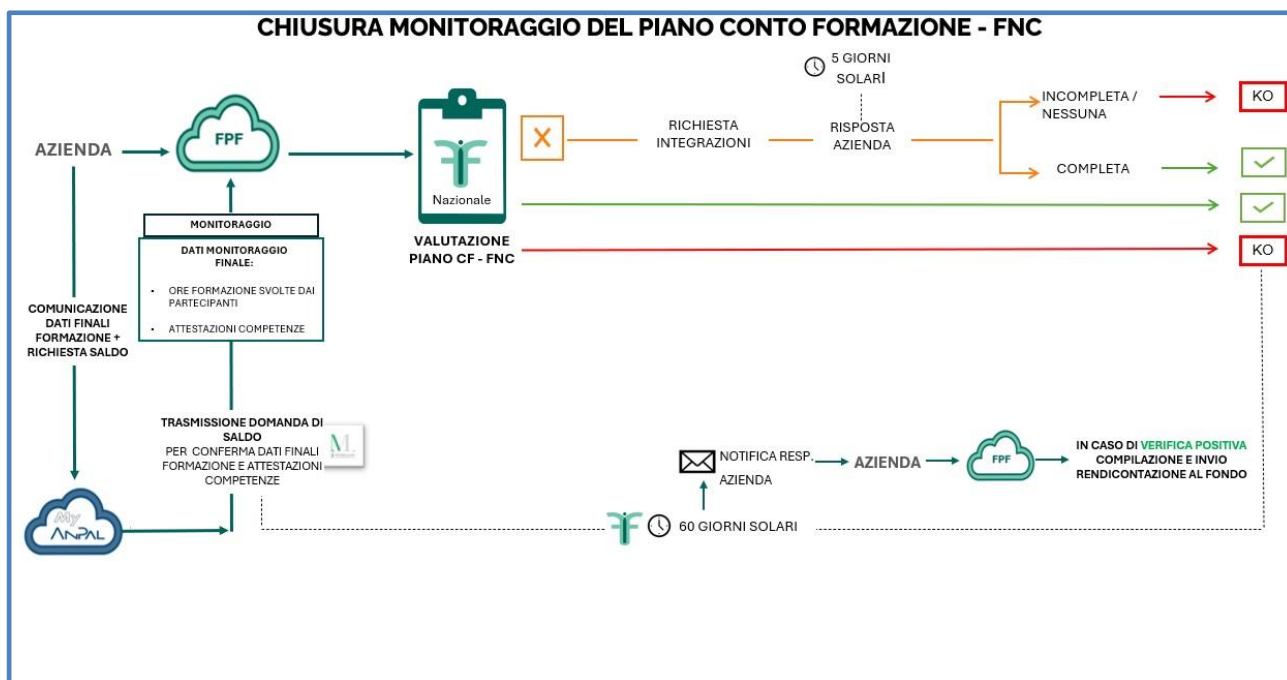 CHIUSURA MONITORAGGIO DEL PIANO CONTO FORMAZIONE - FNC
AZIENDA
FPF
Nazionale
VALUTAZIONE
PIANO CF - FNC
X
RICHIESTA
INTEGRAZIONI
5 GIORNI
SOLARI
RISPOSTA
AZIENDA
INCOMPLETA /
NESSUNA
KO
COMPLETA
KO
MONITORAGGIO
DATI MONITORAGGIO
FINALE:
• ORE FORMAZIONE SVOLTE DAI
PARTECIPANTI
• ATTESTAZIONI COMPETENZE
COMUNICAZIONE
DATI FINALI
FORMAZIONE +
RICHIESTA SALDO
TRASMISSIONE DOMANDA DI
SALDO
PER CONFERMA DATI FINALI
FORMAZIONE E ATTESTAZIONI
COMPETENZE
My
ANPAL
60 GIORNI SOLARI
NOTIFICA RESP.
AZIENDA
AZIENDA
FPF
IN CASO DI VERIFICA POSITIVA
COMPILAZIONE E INVIO
RENDICONTAZIONE AL FONDO